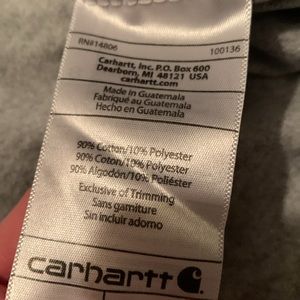 RN#14806 100136
Carhartt, Inc. P.O. Box 600
Dearborn, MI 48121 USA
carhartt.com
Made in Guatemala
Fabriqué au Guatemala
Hecho en Guatemala
90% Cotton/10% Polyester
90% Coton/10% Polyester
90% Algodón/10% Poliéster
Exclusive of Trimming
Sans garniture
Sin incluir adorno
carhartt